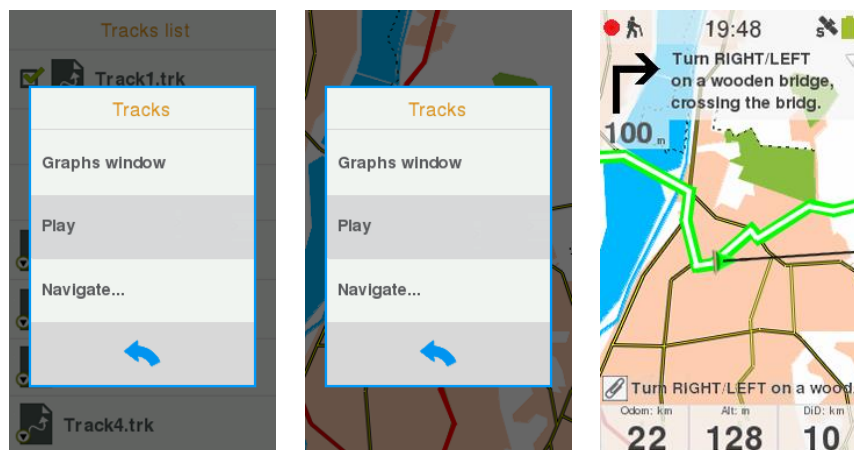 Tracks list
Track1.trk
Tracks
Graphs window
Play
Navigate...
Track4.trk
Tracks
Graphs window
Play
Navigate...
19:48
S
Turn RIGHT/LEFT
on a wooden bridge,
crossing the bridg.
100 m
Turn RIGHT/LEFT on a wood
Odom: km
Alt: m
DiD: km
22
128
10